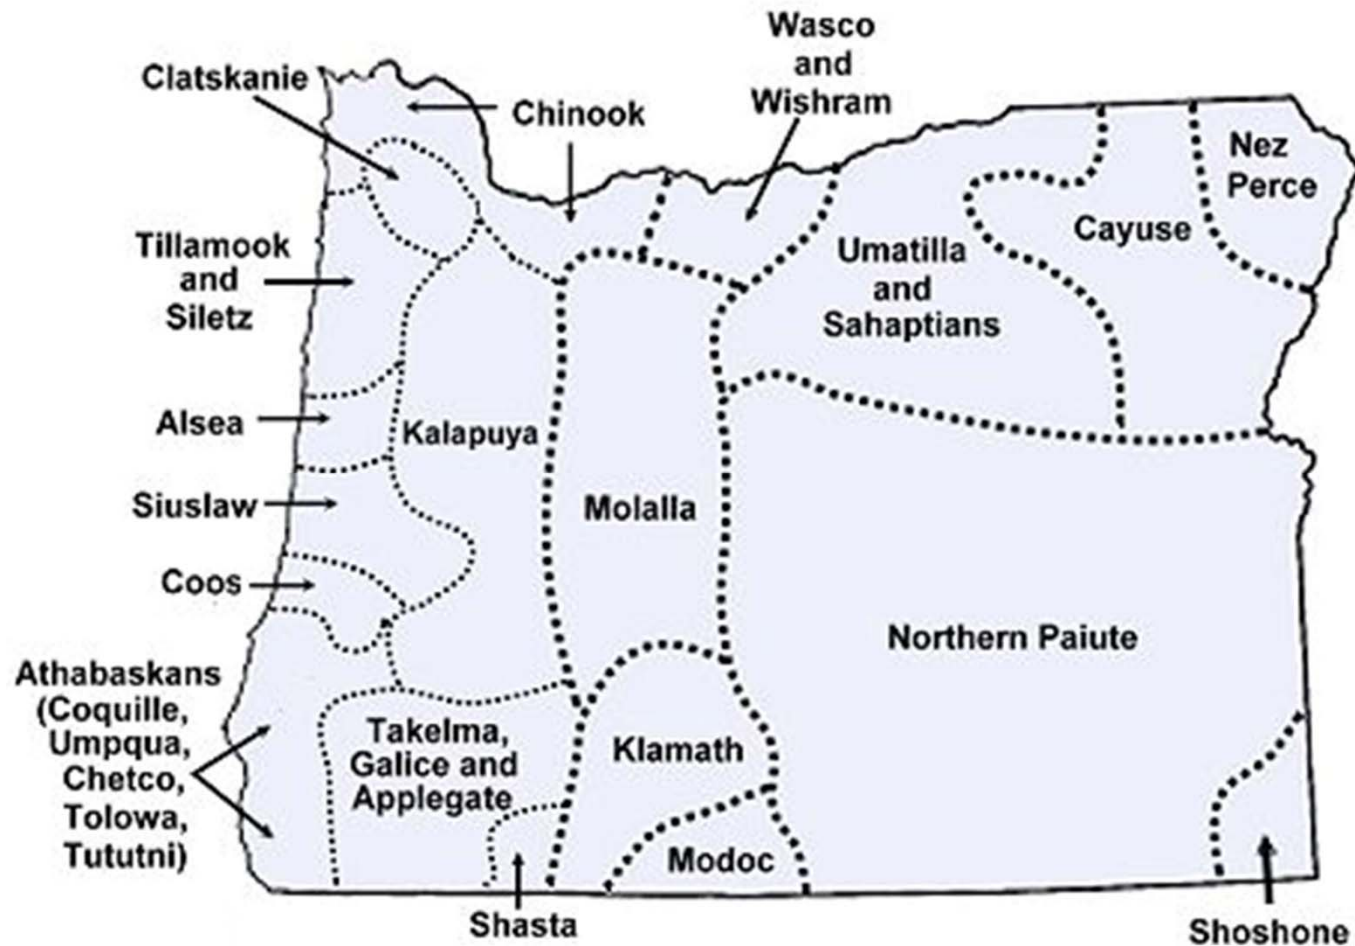 Wasco
and
Wishram
Clatskanie
Chinook
Nez
Perce
Cayuse
Tillamook
and
Siletz
Umatilla
and
Sahaptians
Alsea
Kalapuya
Siuslaw
Molalla
Coos
Northern Paiute
Athabaskans
(Coquille,
Umpqua,
Chetco,
Tolowa,
Tututni)
Takelma,
Galice and
Applegate
Klamath
Modoc
Shasta
Shoshone